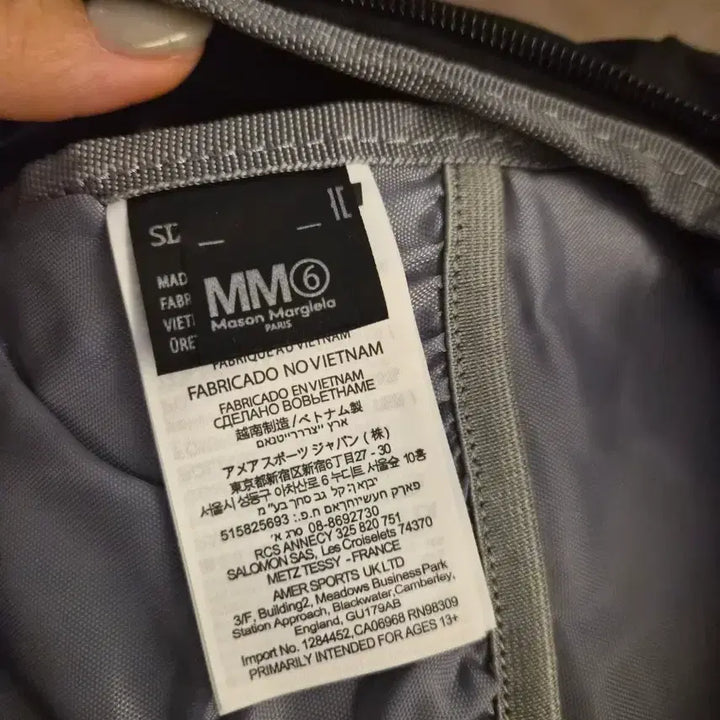 MAD
FABR
VIET
ÜRE
MM⑥
Mason Margiela
PARIS
FABRIQUÉ AU VIETNAM
FABRICADO NO VIETNAM
FABRICADO EN VIETNAM
СДЕЛАНО ВОВЬЕТНАМЕ
越南制造/ベトナム製
ארץ
アメア スポーツ ジャパン (株)
東京都新宿区新宿6丁目27 - 30
서울시 성동구 아차산로 6 누디트 서울숲 10층
515825693
08-8692730
RCS ANNECY 325 820 751
SALOMON SAS, Les Croiselets 74370
METZ TESSY - FRANCE
AMER SPORTS UK LTD
3/F, Building2, Meadows Business Park
Station Approach, Blackwater, Camberley,
England, GU179AB
Import No. 1284452, CA06968 RN98309
PRIMARILY INTENDED FOR AGES 13+